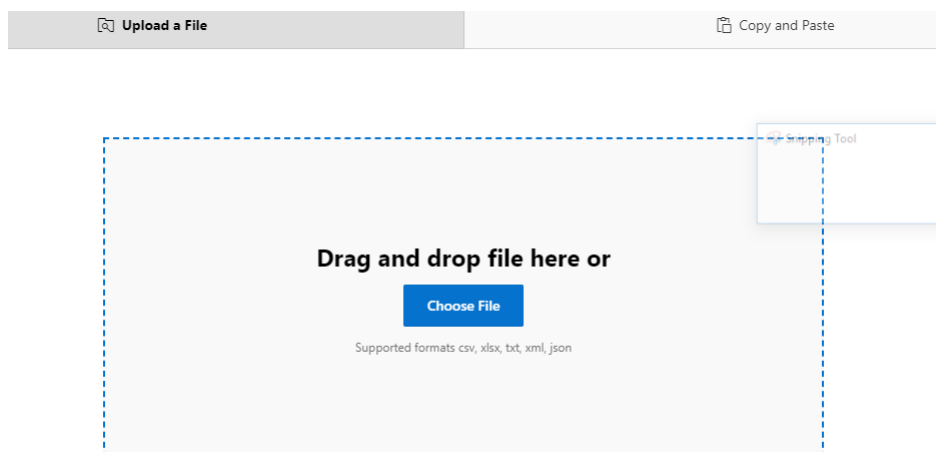 Upload a File
Copy and Paste
Snipping Tool
Drag and drop file here or
Choose File
Supported formats csv, xlsx, txt, xml, json